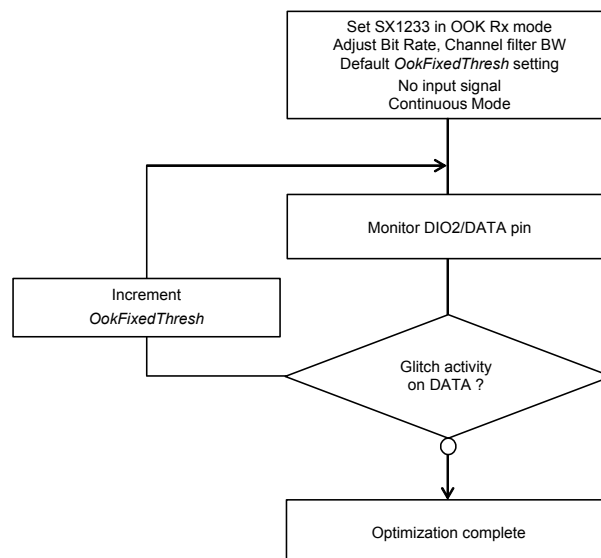 Set SX1233 in OOK Rx mode
Adjust Bit Rate, Channel filter BW
Default OokFixedThresh setting
No input signal
Continuous Mode
Monitor DIO2/DATA pin
Increment
OokFixedThresh
Glitch activity
on DATA ?
Optimization complete